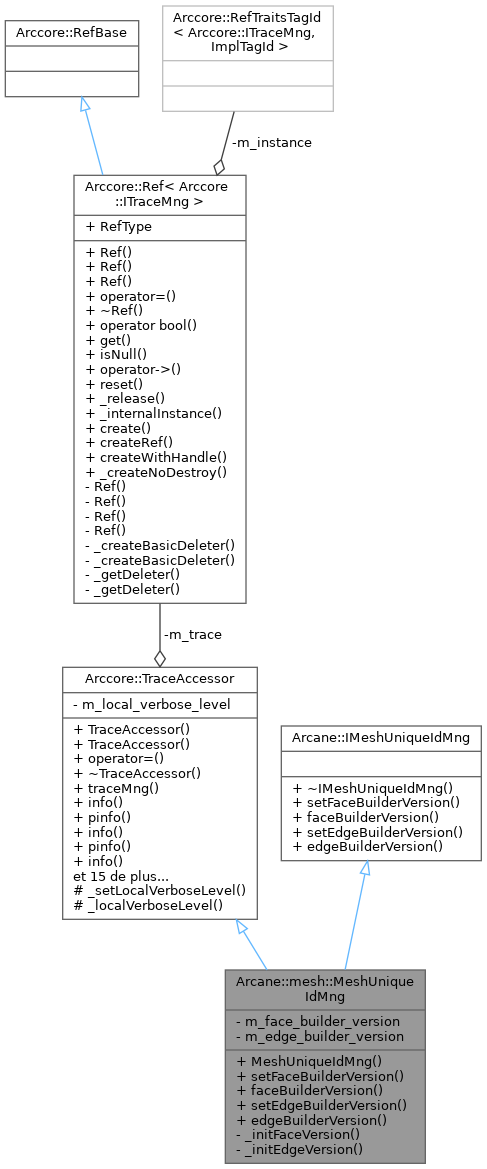 Arccore::RefBase
Arccore::RefTraitsTagId
< Arccore::ITraceMng,
ImplTagId >
-m_instance
Arccore::Ref< Arccore
::ITraceMng >
+ RefType
+ Ref()
+ Ref()
+ Ref()
+ operator=()
+ ~Ref()
+ operator bool()
+ get()
+ isNull()
+ operator->()
+ reset()
+ _release()
+ _internalInstance()
+ create()
+ createRef()
+ createWithHandle()
+ _createNoDestroy()
- Ref()
- Ref()
- Ref()
- Ref()
- _createBasicDeleter()
- _createBasicDeleter()
- _getDeleter()
- _getDeleter()
-m_trace
Arccore::TraceAccessor
- m_local_verbose_level
+ TraceAccessor()
+ TraceAccessor()
+ operator=()
+ ~TraceAccessor()
+ traceMng()
+ info()
+ pinfo()
+ info()
+ pinfo()
+ info()
et 15 de plus...
# _setLocalVerboseLevel()
# _localVerboseLevel()
Arcane::IMeshUniqueIdMng
+ ~IMeshUniqueIdMng()
+ setFaceBuilderVersion()
+ faceBuilderVersion()
+ setEdgeBuilderVersion()
+ edgeBuilderVersion()
Arcane::mesh::MeshUnique
IdMng
- m_face_builder_version
- m_edge_builder_version
+ MeshUniqueIdMng()
+ setFaceBuilderVersion()
+ faceBuilderVersion()
+ setEdgeBuilderVersion()
+ edgeBuilderVersion()
- _initFaceVersion()
- _initEdgeVersion()